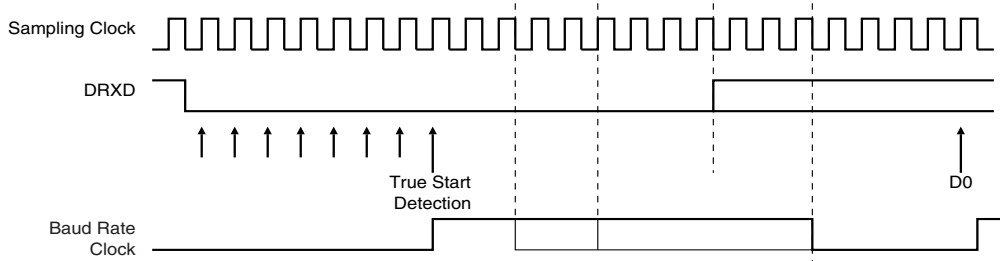 Sampling Clock
DRXD
True Start
Detection
D0
Baud Rate
Clock